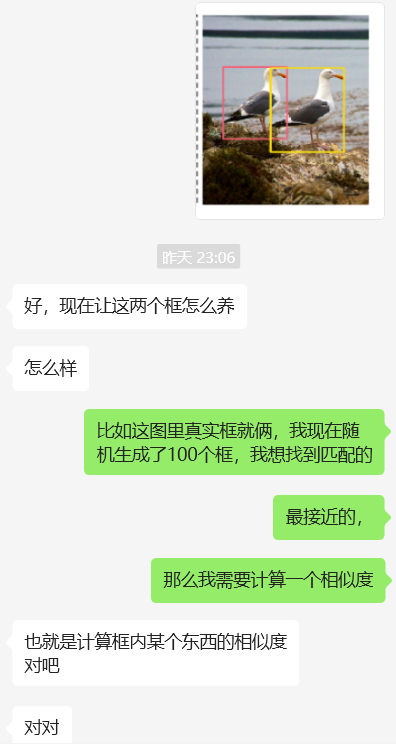 昨天 23:06
好，现在让这两个框怎么养
怎么样
比如这图里真实框就俩，我现在随
机生成了100个框，我想找到匹配的
最接近的，
那么我需要计算一个相似度
也就是计算框内某个东西的相似度
对吧
对对